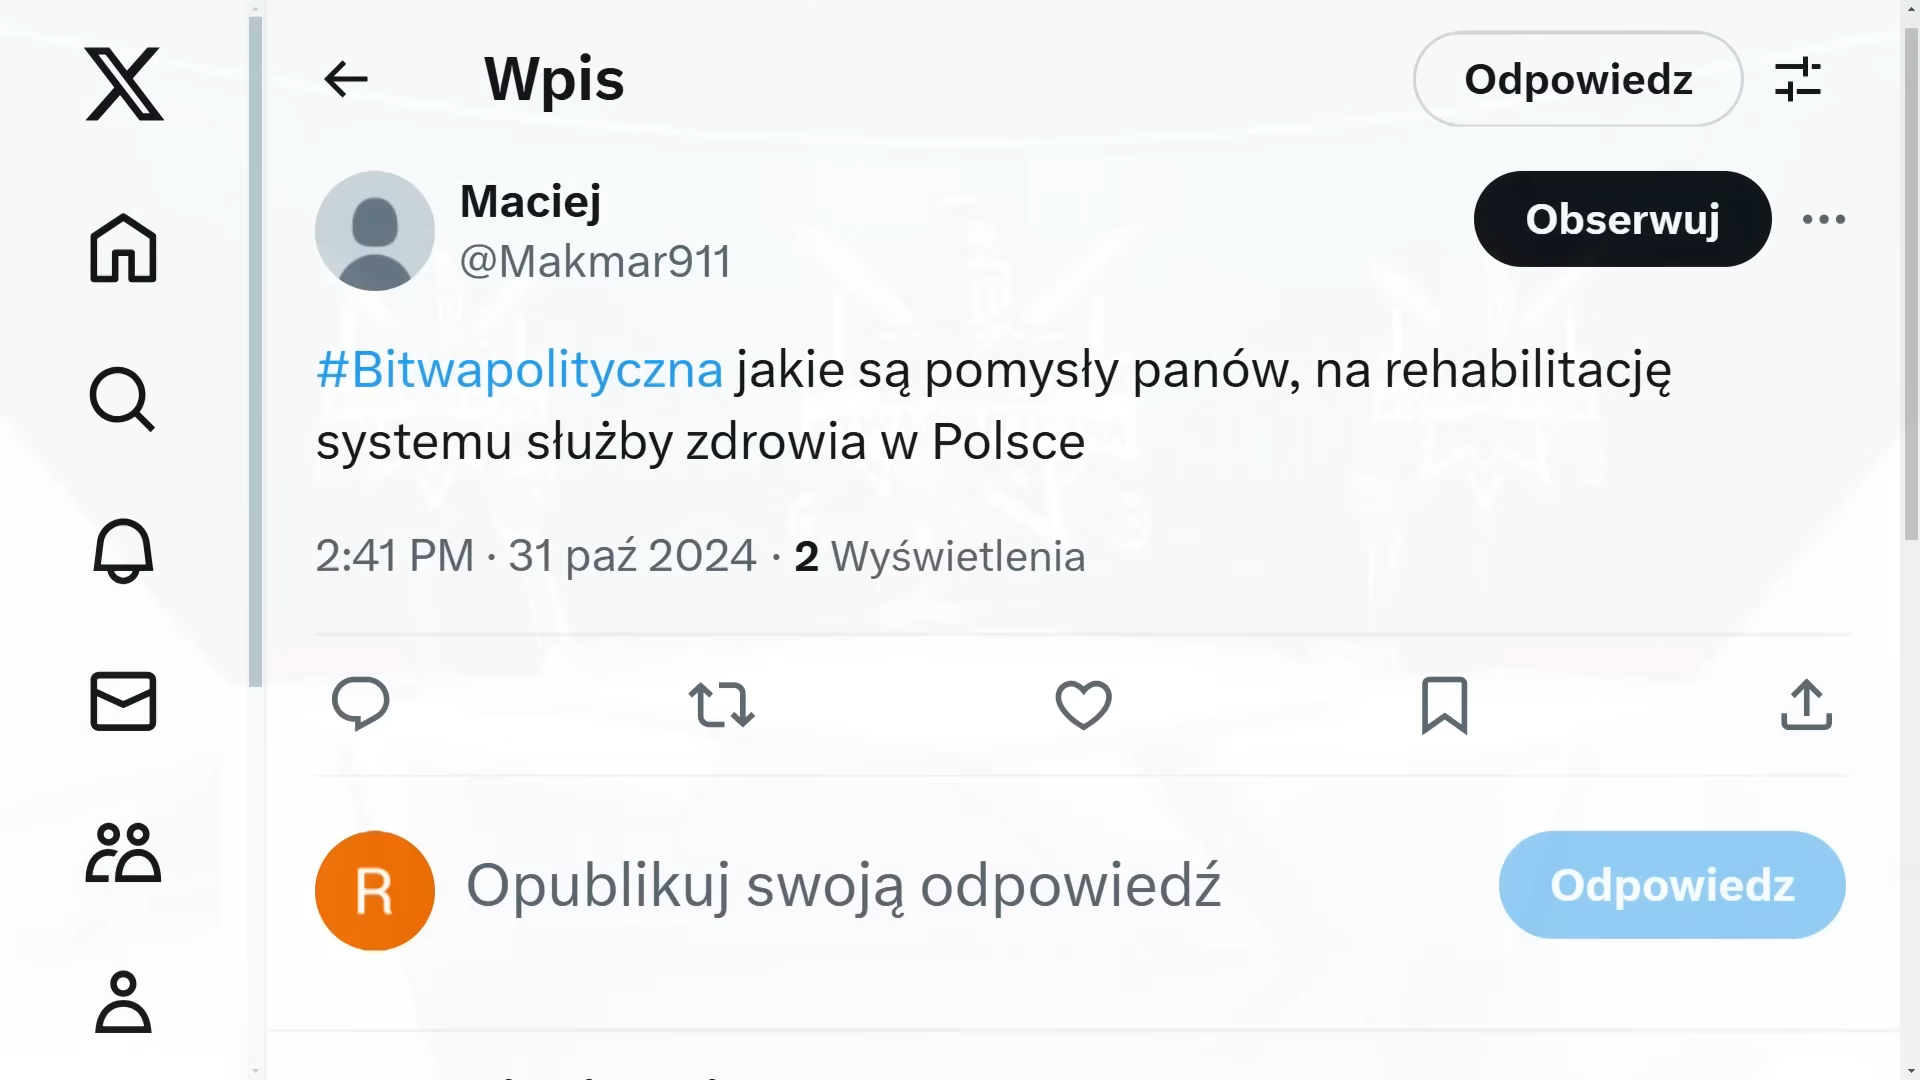 Wpis
Odpowiedz
Maciej
@Makmar911
Obserwuj
#Bitwapolityczna jakie są pomysły panów, na rehabilitację
systemu służby zdrowia w Polsce
2:41 PM · 31 paź 2024 · 2 Wyświetlenia
R
Opublikuj swoją odpowiedź
Odpowiedz